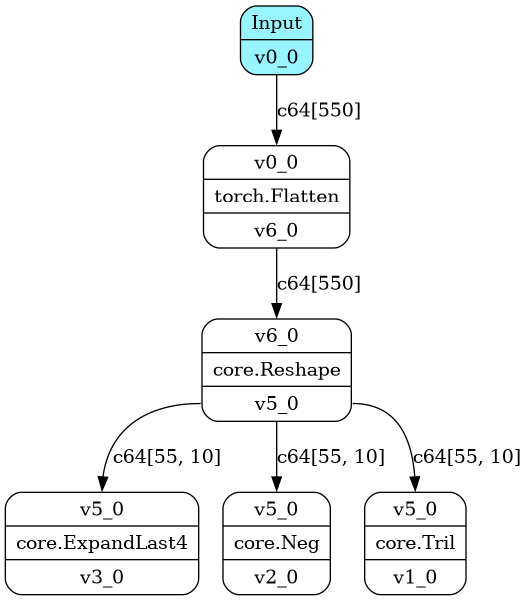 Input
v0_0
c64[550]
v0_0
torch.Flatten
v6_0
c64[550]
v6_0
core.Reshape
v5_0
c64[55, 10]
c64[55, 10]
c64[55, 10]
v5_0
core.ExpandLast4
v3_0
v5_0
core.Neg
v2_0
v5_0
core.Tril
v1_0